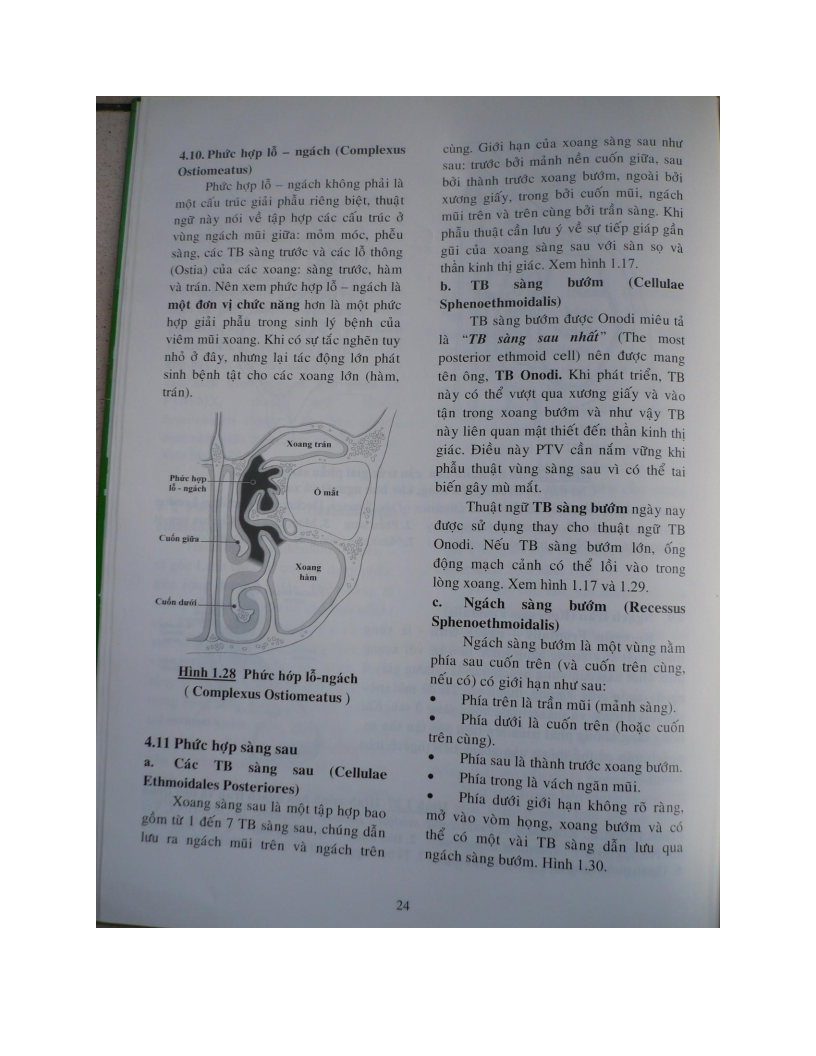 4.10. Phức hợp lỗ – ngách (Complexus
Ostiomeatus)
Phức hợp lỗ – ngách không phải là
một cấu trúc giải phẫu riêng biệt, thuật
ngữ này nói về tập hợp các cấu trúc ở
vùng ngách mũi giữa: mỏm móc, phễu
sàng, các TB sàng trước và các lỗ thông
(Ostia) của các xoang: sàng trước, hàm
và trán. Nên xem phức hợp lỗ – ngách là
một đơn vị chức năng hơn là một phức
hợp giải phẫu trong sinh lý bệnh của
viêm mũi xoang. Khi có sự tắc nghẽn tuy
nhỏ ở đây, nhưng lại tác động lớn phát
sinh bệnh tật cho các xoang lớn (hàm,
trán).
Xoang trán
Phức hợp
lỗ - ngách
Ổ mắt
Cuốn giữa
Xoang
hàm
Cuốn dưới
Hình 1.28 Phức hớp lỗ-ngách
( Complexus Ostiomeatus )
4.11 Phức hợp sàng sau
a. Các TB sàng sau (Cellulae
Ethmoidales Posteriores)
Xoang sàng sau là một tập hợp bao
gồm từ 1 đến 7 TB sàng sau, chúng dẫn
lưu ra ngách mũi trên và ngách trên
cùng. Giới hạn của xoang sàng sau như
sau: trước bởi mảnh nền cuốn giữa, sau
bởi thành trước xoang bướm, ngoài bởi
xương giấy, trong bởi cuốn mũi, ngách
mũi trên và trên cùng bởi trần sàng. Khi
phẫu thuật cần lưu ý về sự tiếp giáp gần
gũi của xoang sàng sau với sàn sọ và
thần kinh thị giác. Xem hình 1.17.
b. TB sàng bướm (Cellulae
Sphenoethmoidalis)
TB sàng bướm được Onodi miêu tả
là “TB sàng sau nhất” (The most
posterior ethmoid cell) nên được mang
tên ông, TB Onodi. Khi phát triển, TB
này có thể vượt qua xương giấy và vào
tận trong xoang bướm và như vậy TB
này liên quan mật thiết đến thần kinh thị
giác. Điều này PTV cần nắm vững khi
phẫu thuật vùng sàng sau vì có thể tai
biến gây mù mắt.
Thuật ngữ TB sàng bướm ngày nay
được sử dụng thay cho thuật ngữ TB
Onodi. Nếu TB sàng bướm lớn, ống
động mạch cảnh có thể lồi vào trong
lòng xoang. Xem hình 1.17 và 1.29.
c. Ngách sàng bướm (Recessus
Sphenoethmoidalis)
Ngách sàng bướm là một vùng nằm
phía sau cuốn trên (và cuốn trên cùng,
nếu có) có giới hạn như sau:
• Phía trên là trần mũi (mảnh sàng).
• Phía dưới là cuốn trên (hoặc cuốn
trên cùng).
• Phía sau là thành trước xoang bướm.
• Phía trong là vách ngăn mũi.
• Phía dưới giới hạn không rõ ràng,
mở vào vòm họng, xoang bướm và có
thể có một vài TB sàng dẫn lưu qua
ngách sàng bướm. Hình 1.30.
24